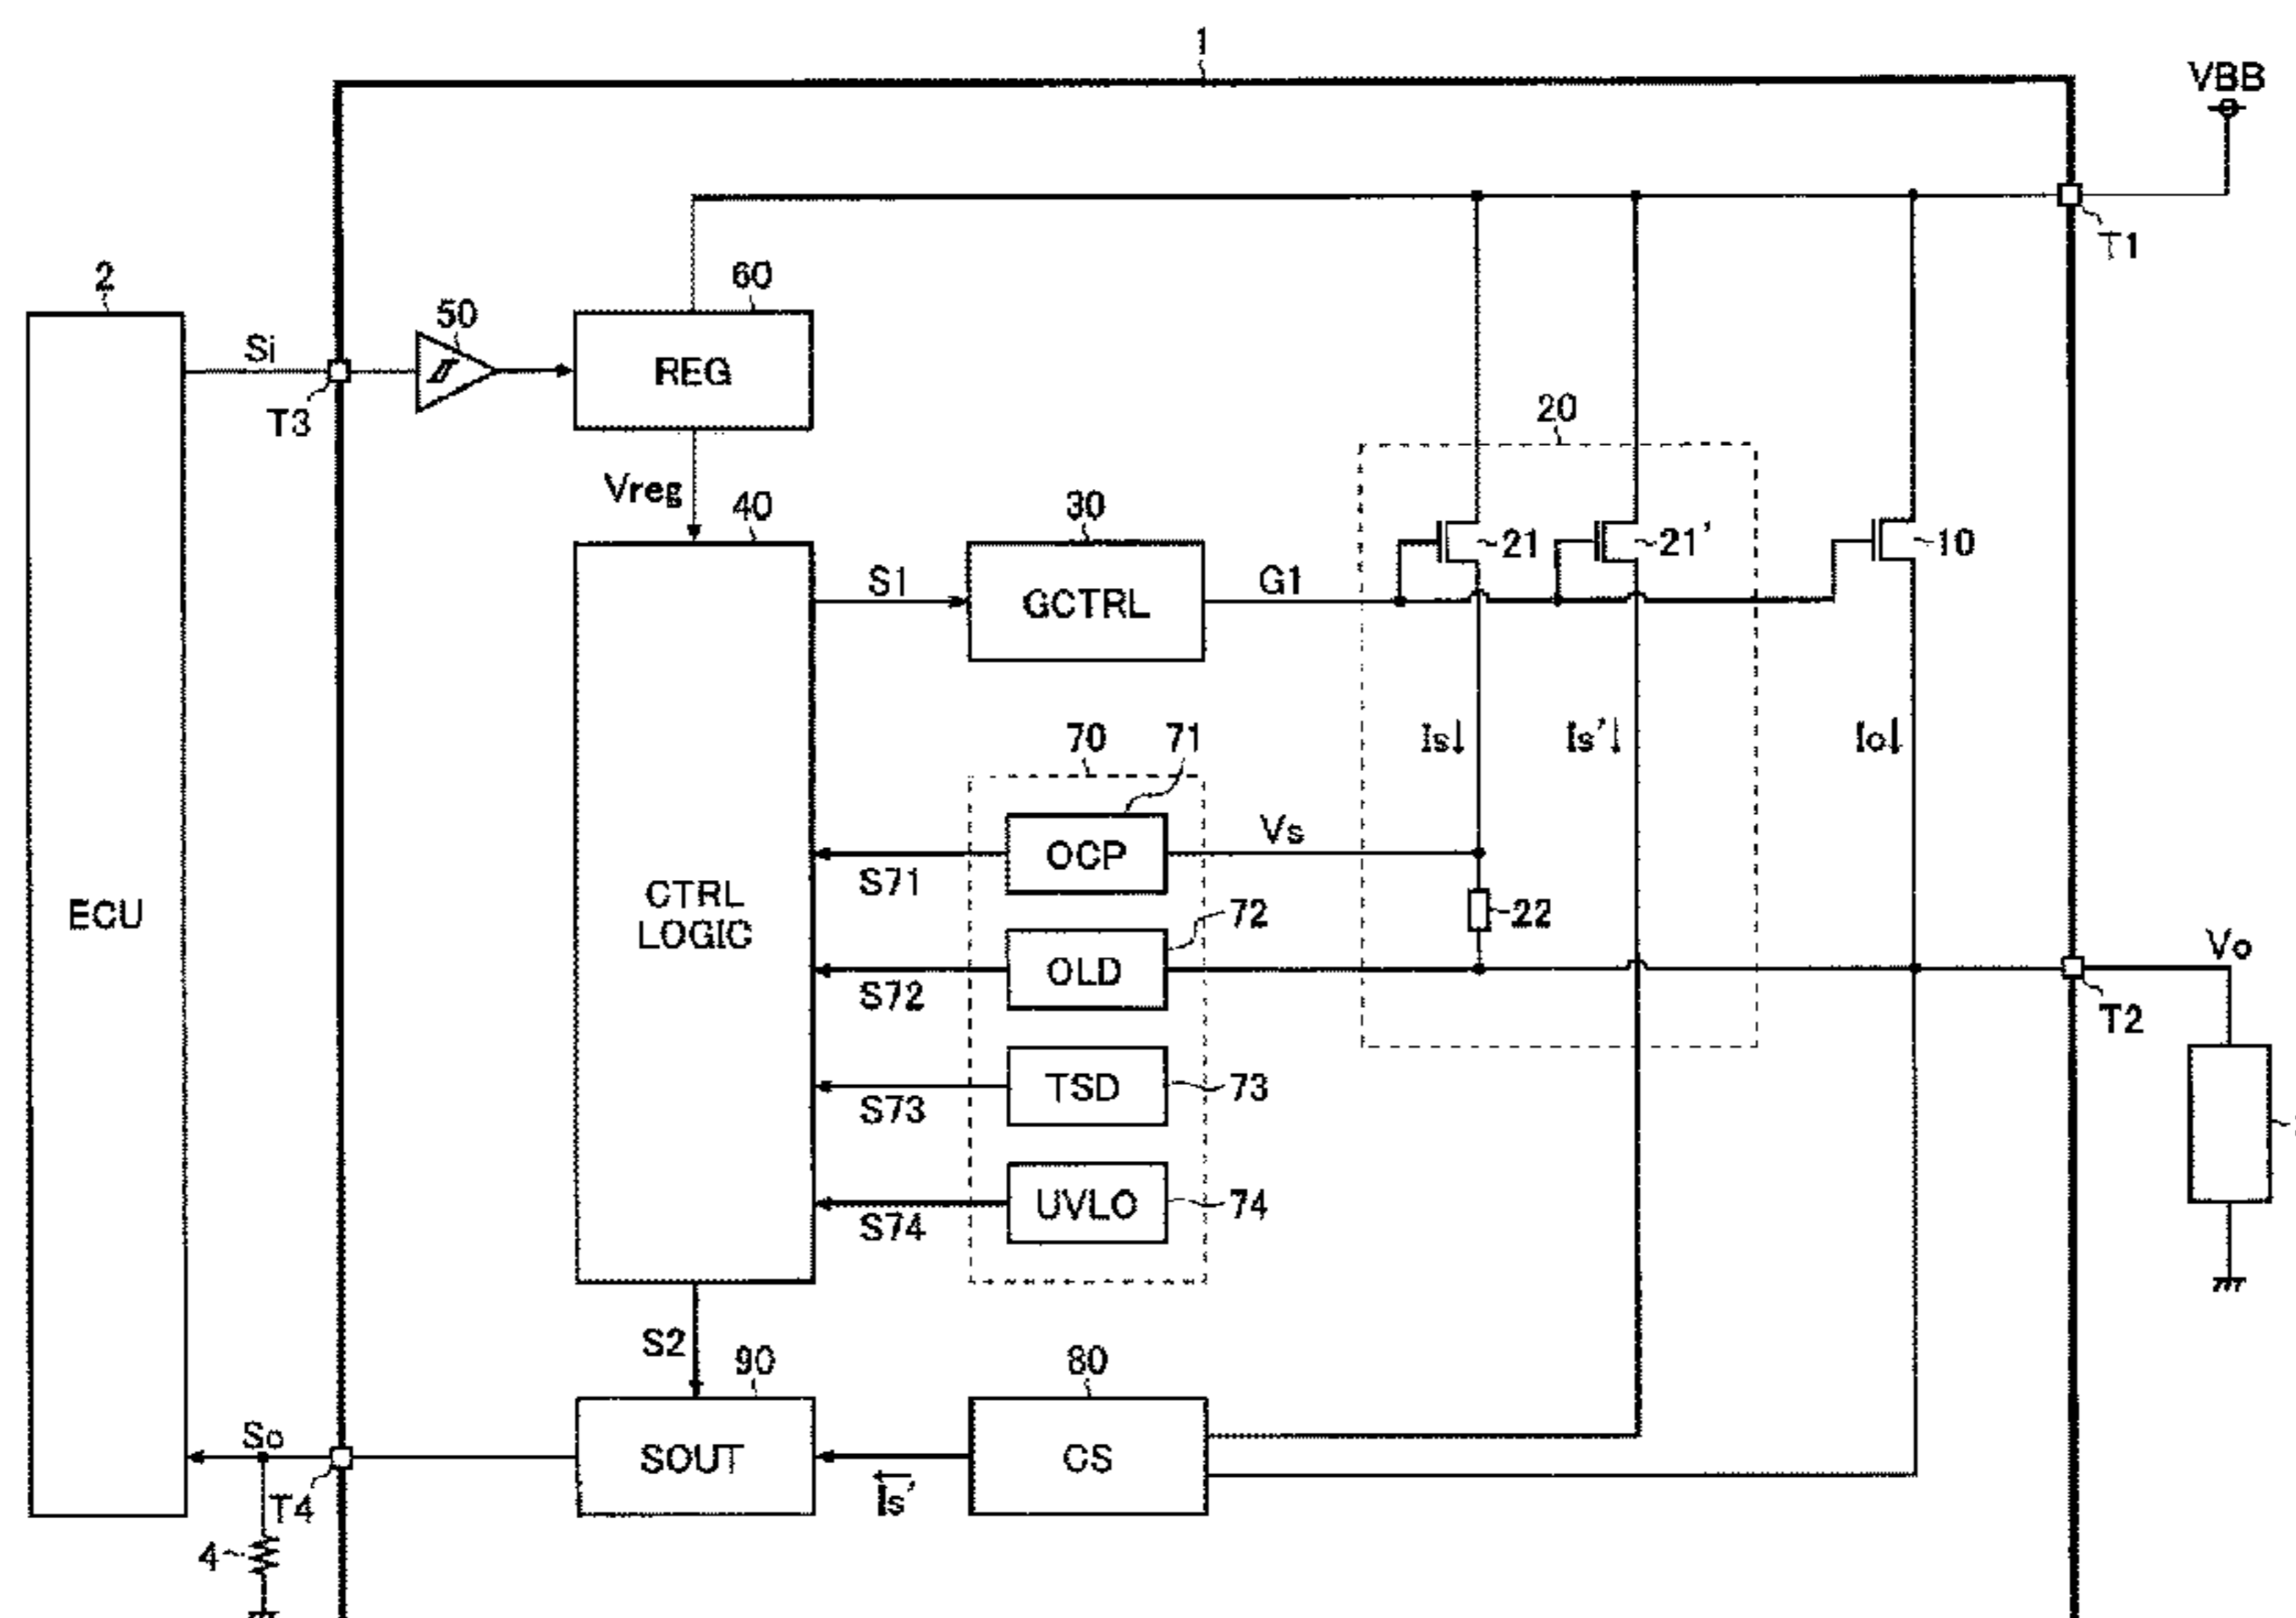 1
VBB
T1
2
Si
T3
50
60
REG
Vreg
40
30
20
S1
GCTRL
G1
21
21'
10
Is↓
Is'↓
Io↓
70
71
OCP
Vs
S71
CTRL
LOGIC
ECU
72
OLD
22
S72
Vo
T2
TSD
73
S73
UVLO
74
S74
S2
90
80
So
SOUT
CS
Is'
T4
4